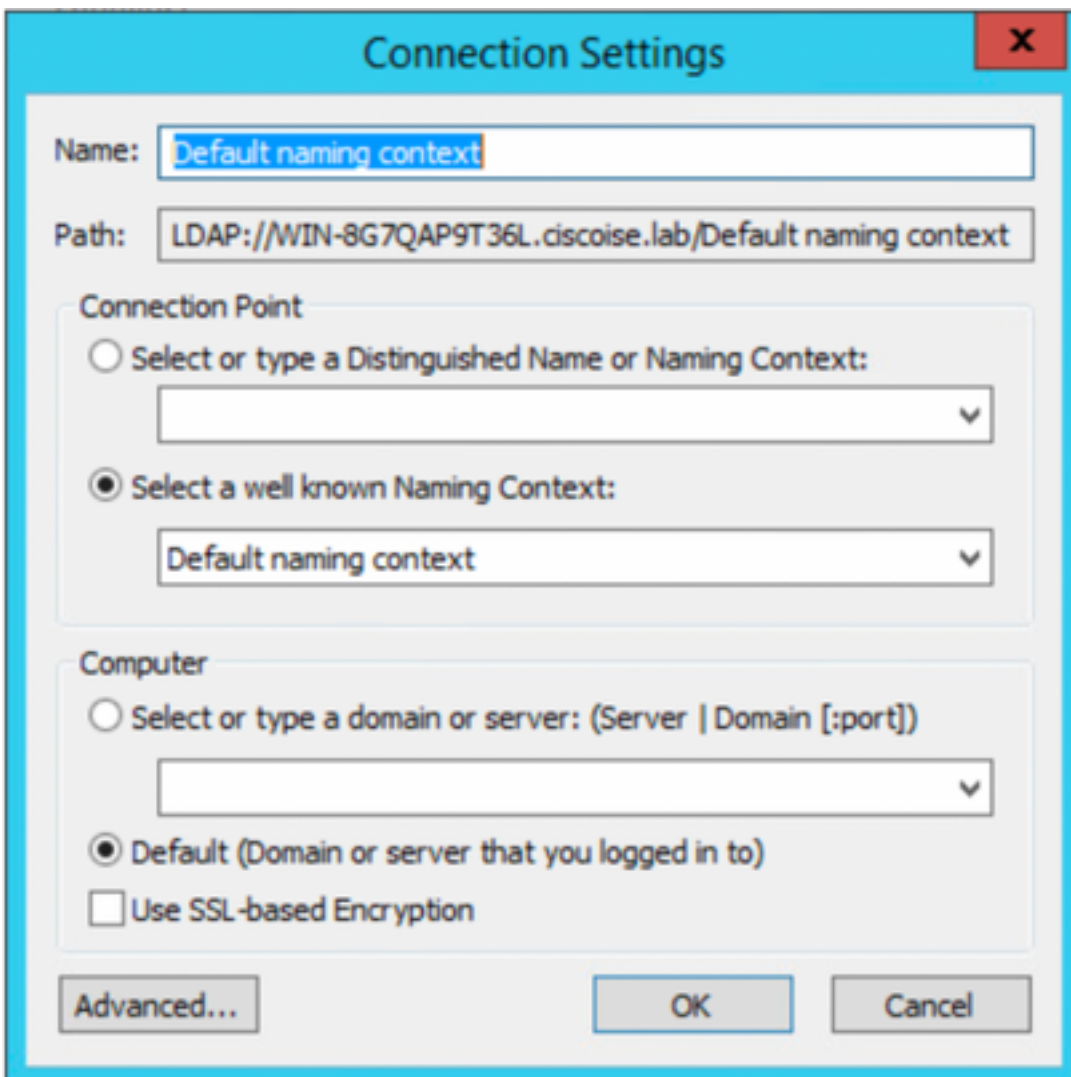 Connection Settings
X
Name:
Default naming context
Path:
LDAP://WIN-8G7QAP9T36L.ciscoise.lab/Default naming context
Connection Point
Select or type a Distinguished Name or Naming Context:
Select a well known Naming Context:
Default naming context
Computer
Select or type a domain or server: (Server | Domain [:port])
Default (Domain or server that you logged in to)
Use SSL-based Encryption
Advanced...
OK
Cancel